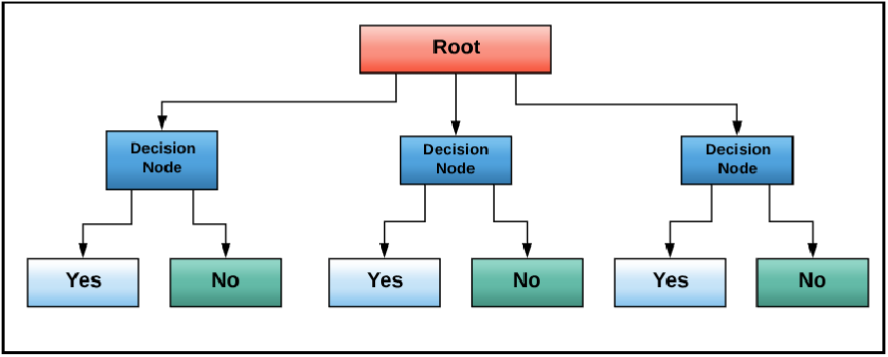 Root
Decision
Node
Decision
Node
Decision
Node
Yes
No
Yes
No
Yes
No